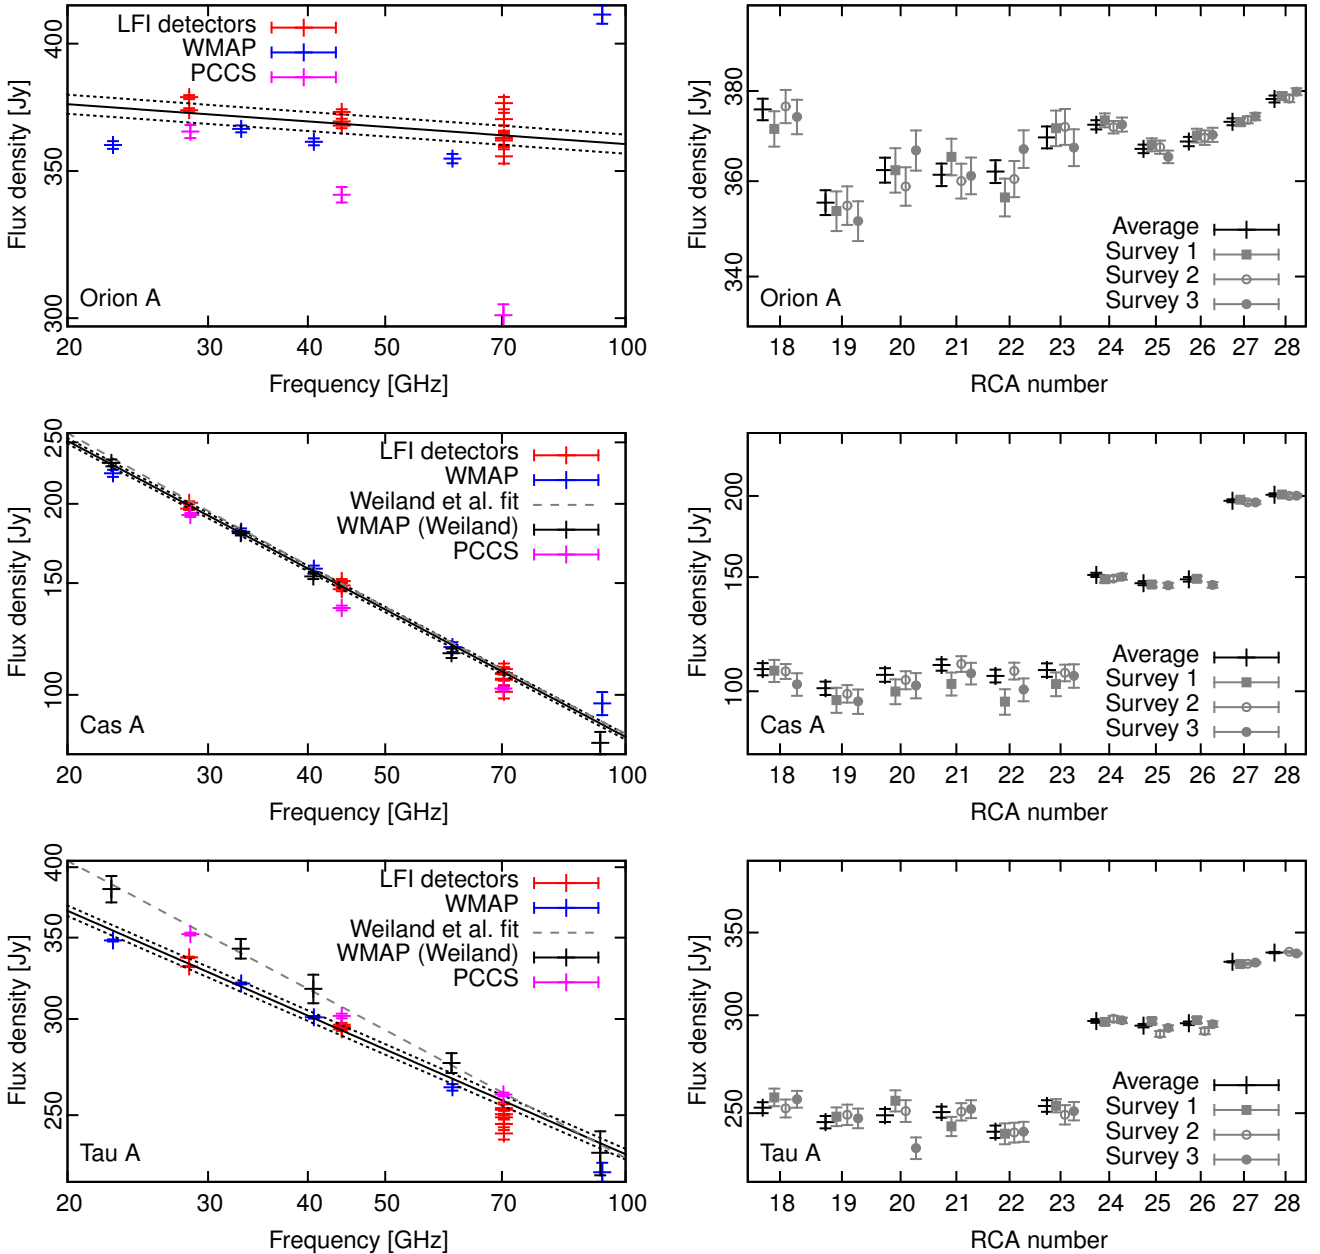 LFI detectors
WMAP
PCCS
Flux density [Jy]
400
350
300
Orion A
20 30 40 50 70 100
Frequency [GHz]
Flux density [Jy]
380
360
340
Average
Survey 1
Survey 2
Survey 3
Orion A
18 19 20 21 22 23 24 25 26 27 28
RCA number
LFI detectors
WMAP
Weiland et al. fit
WMAP (Weiland)
PCCS
Flux density [Jy]
250
200
150
100
Cas A
20 30 40 50 70 100
Frequency [GHz]
Flux density [Jy]
200
150
100
Average
Survey 1
Survey 2
Survey 3
Cas A
18 19 20 21 22 23 24 25 26 27 28
RCA number
LFI detectors
WMAP
Weiland et al. fit
WMAP (Weiland)
PCCS
Flux density [Jy]
400
350
300
250
Tau A
20 30 40 50 70 100
Frequency [GHz]
Flux density [Jy]
350
300
250
Average
Survey 1
Survey 2
Survey 3
Tau A
18 19 20 21 22 23 24 25 26 27 28
RCA number